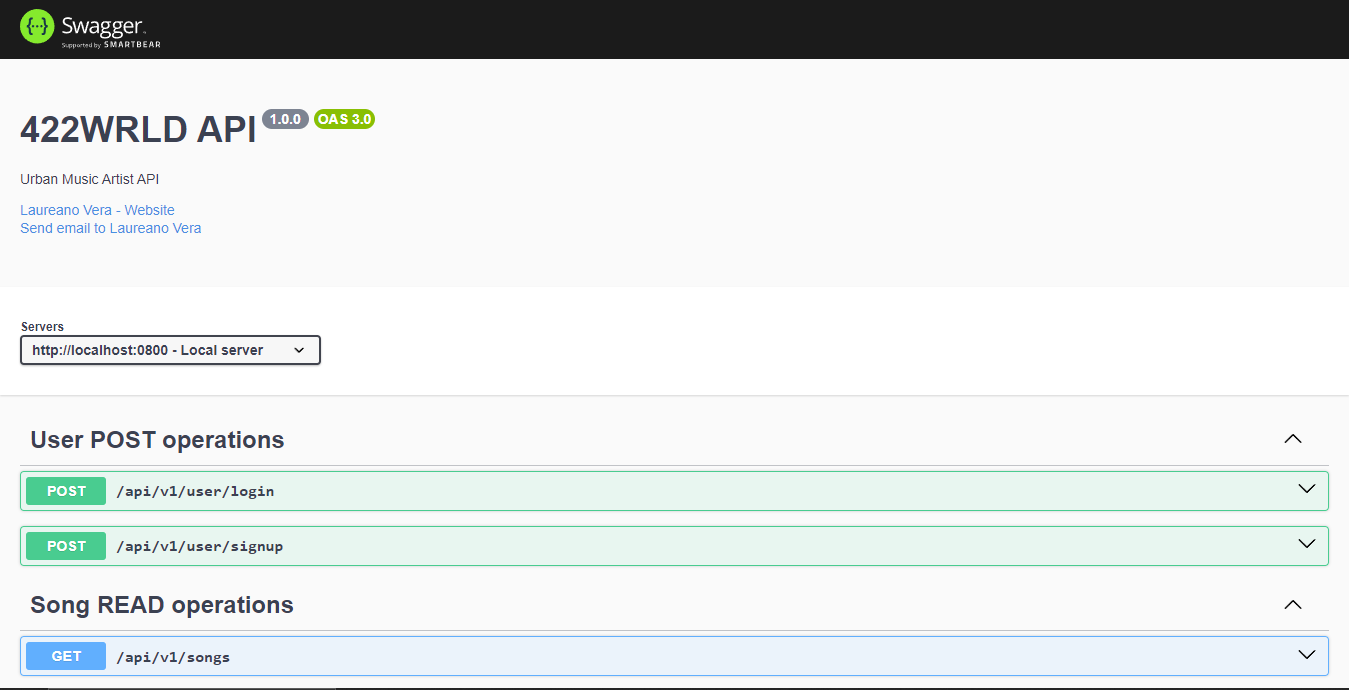 Swagger.
Supported by SMARTBEAR
422WRLD API 1.0.0 OAS 3.0
Urban Music Artist API
Laureano Vera - Website
Send email to Laureano Vera
Servers
http://localhost:0800 - Local server
User POST operations
POST /api/v1/user/login
POST /api/v1/user/signup
Song READ operations
GET /api/v1/songs